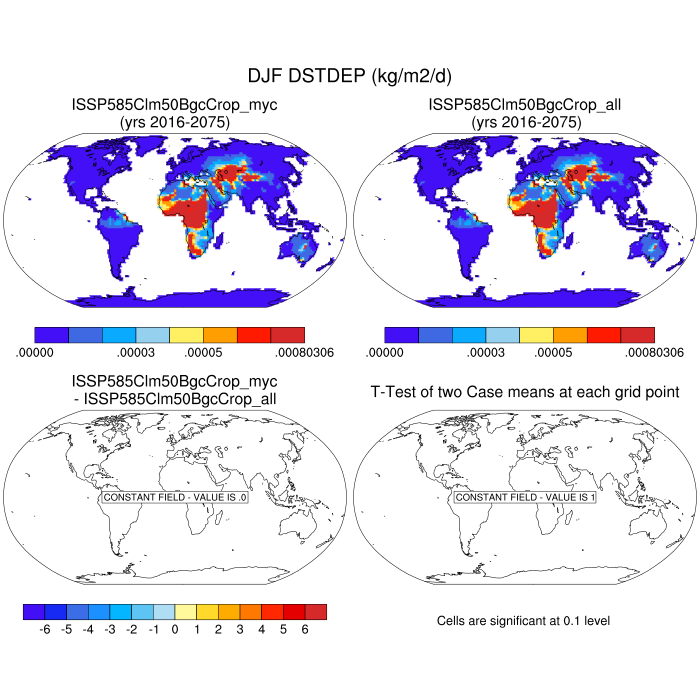 DJF DSTDEP (kg/m2/d)
ISSP585Clm50BgcCrop_myc
(yrs 2016-2075)
ISSP585Clm50BgcCrop_all
(yrs 2016-2075)
.00000 .00003 .00005 .00080306
.00000 .00003 .00005 .00080306
ISSP585Clm50BgcCrop_myc
- ISSP585Clm50BgcCrop_all
T-Test of two Case means at each grid point
CONSTANT FIELD - VALUE IS .0
CONSTANT FIELD - VALUE IS 1
-6 -5 -4 -3 -2 -1 0 1 2 3 4 5 6
Cells are significant at 0.1 level